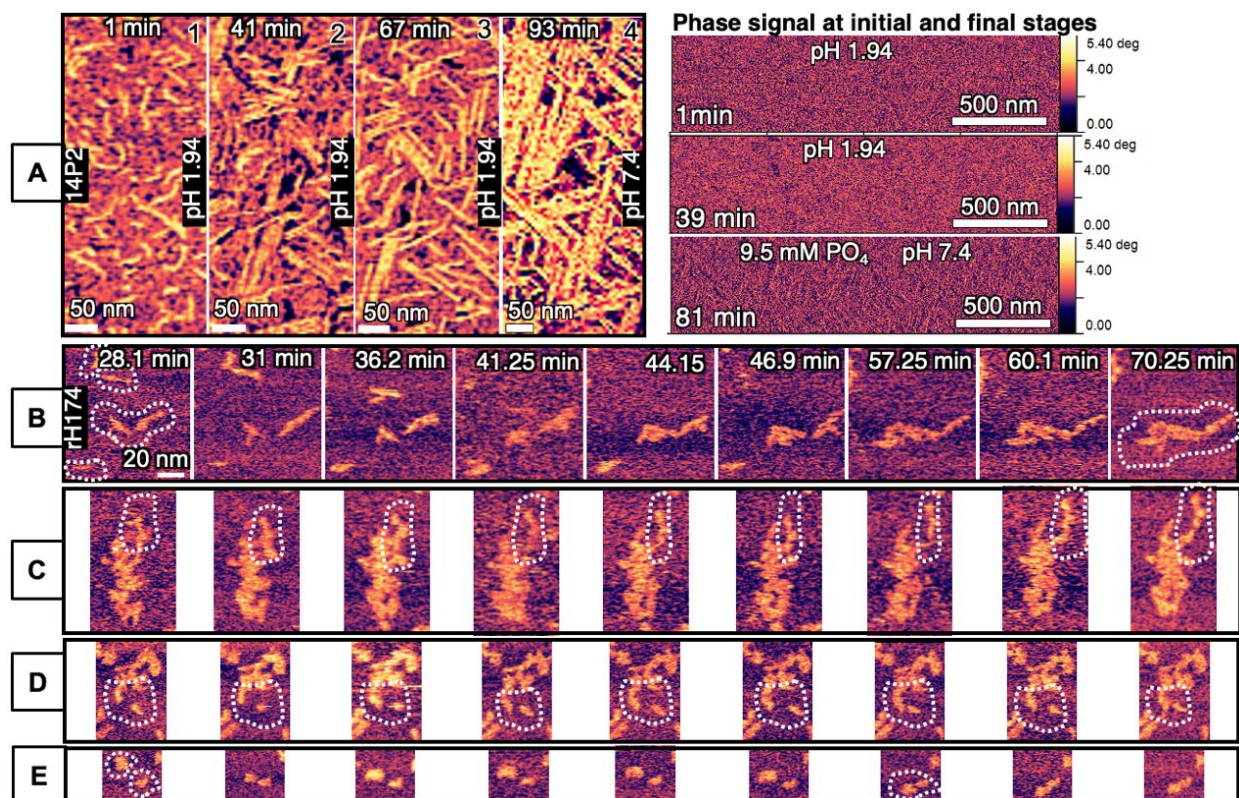 A
1 min
1
14P2
pH 1.94
50 nm
41 min
2
pH 1.94
50 nm
67 min
3
pH 1.94
50 nm
93 min
4
pH 7.4
50 nm
Phase signal at initial and final stages
pH 1.94
1min
500 nm
5.40 deg
4.00
0.00
pH 1.94
39 min
500 nm
5.40 deg
4.00
0.00
9.5 mM PO₄ pH 7.4
81 min
500 nm
5.40 deg
4.00
0.00
B
rH174
28.1 min
20 nm
31 min
36.2 min
41.25 min
44.15
46.9 min
57.25 min
60.1 min
70.25 min
C
D
E